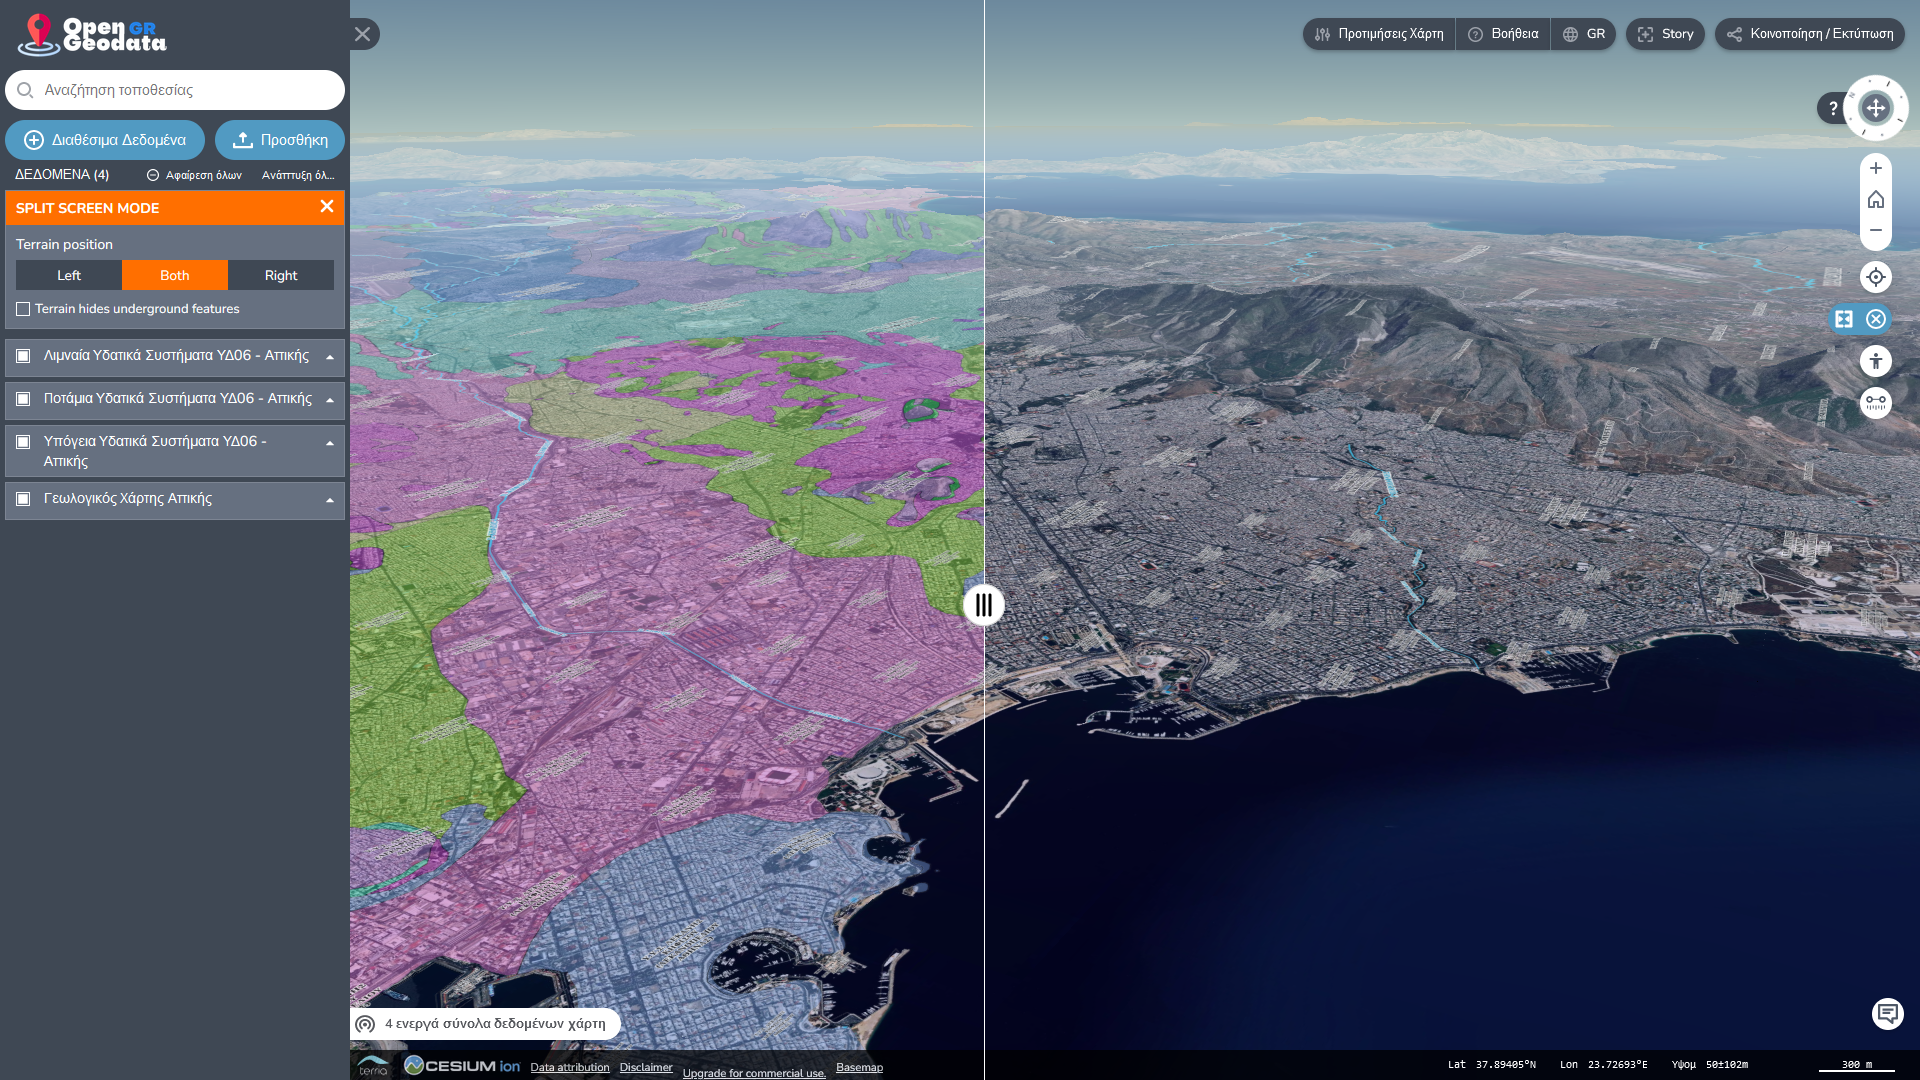 Open GR
Geodata
Αναζήτηση τοποθεσίας
Διαθέσιμα Δεδομένα
Προσθήκη
ΔΕΔΟΜΕΝΑ (4)
Αφαίρεση όλων
Ανάπτυξη όλ...
SPLIT SCREEN MODE
Terrain position
Left
Both
Right
Terrain hides underground features
Λιμναία Υδατικά Συστήματα ΥΔ06 - Αττικής
Ποτάμια Υδατικά Συστήματα ΥΔ06 - Αττικής
Υπόγεια Υδατικά Συστήματα ΥΔ06 -
Αττικής
Γεωλογικός Χάρτης Αττικής
Προτιμήσεις Χάρτη
Βοήθεια
GR
Story
Κοινοποίηση / Εκτύπωση
?
4 ενεργά σύνολα δεδομένων χάρτη
terria
CESIUM ion
Data attribution
Disclaimer
Upgrade for commercial use.
Basemap
Lat 37.89405°N
Lon 23.72693°E
Υψομ 50±102m
300 m